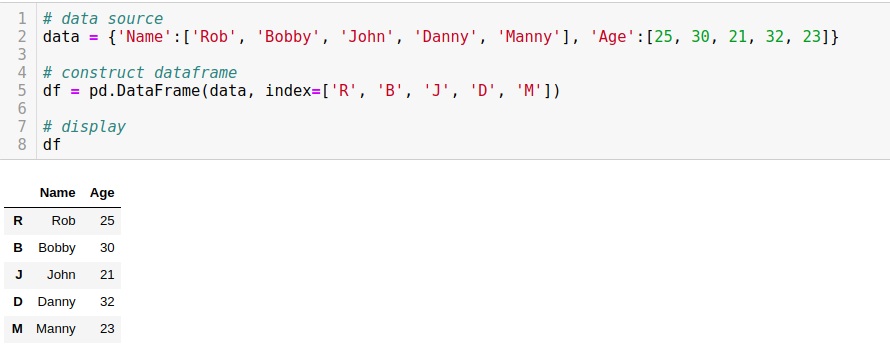 1 # data source
2 data = {'Name':['Rob', 'Bobby', 'John', 'Danny', 'Manny'], 'Age':[25, 30, 21, 32, 23]}
3
4 # construct dataframe
5 df = pd.DataFrame(data, index=['R', 'B', 'J', 'D', 'M'])
6
7 # display
8 df
Name Age
R Rob 25
B Bobby 30
J John 21
D Danny 32
M Manny 23